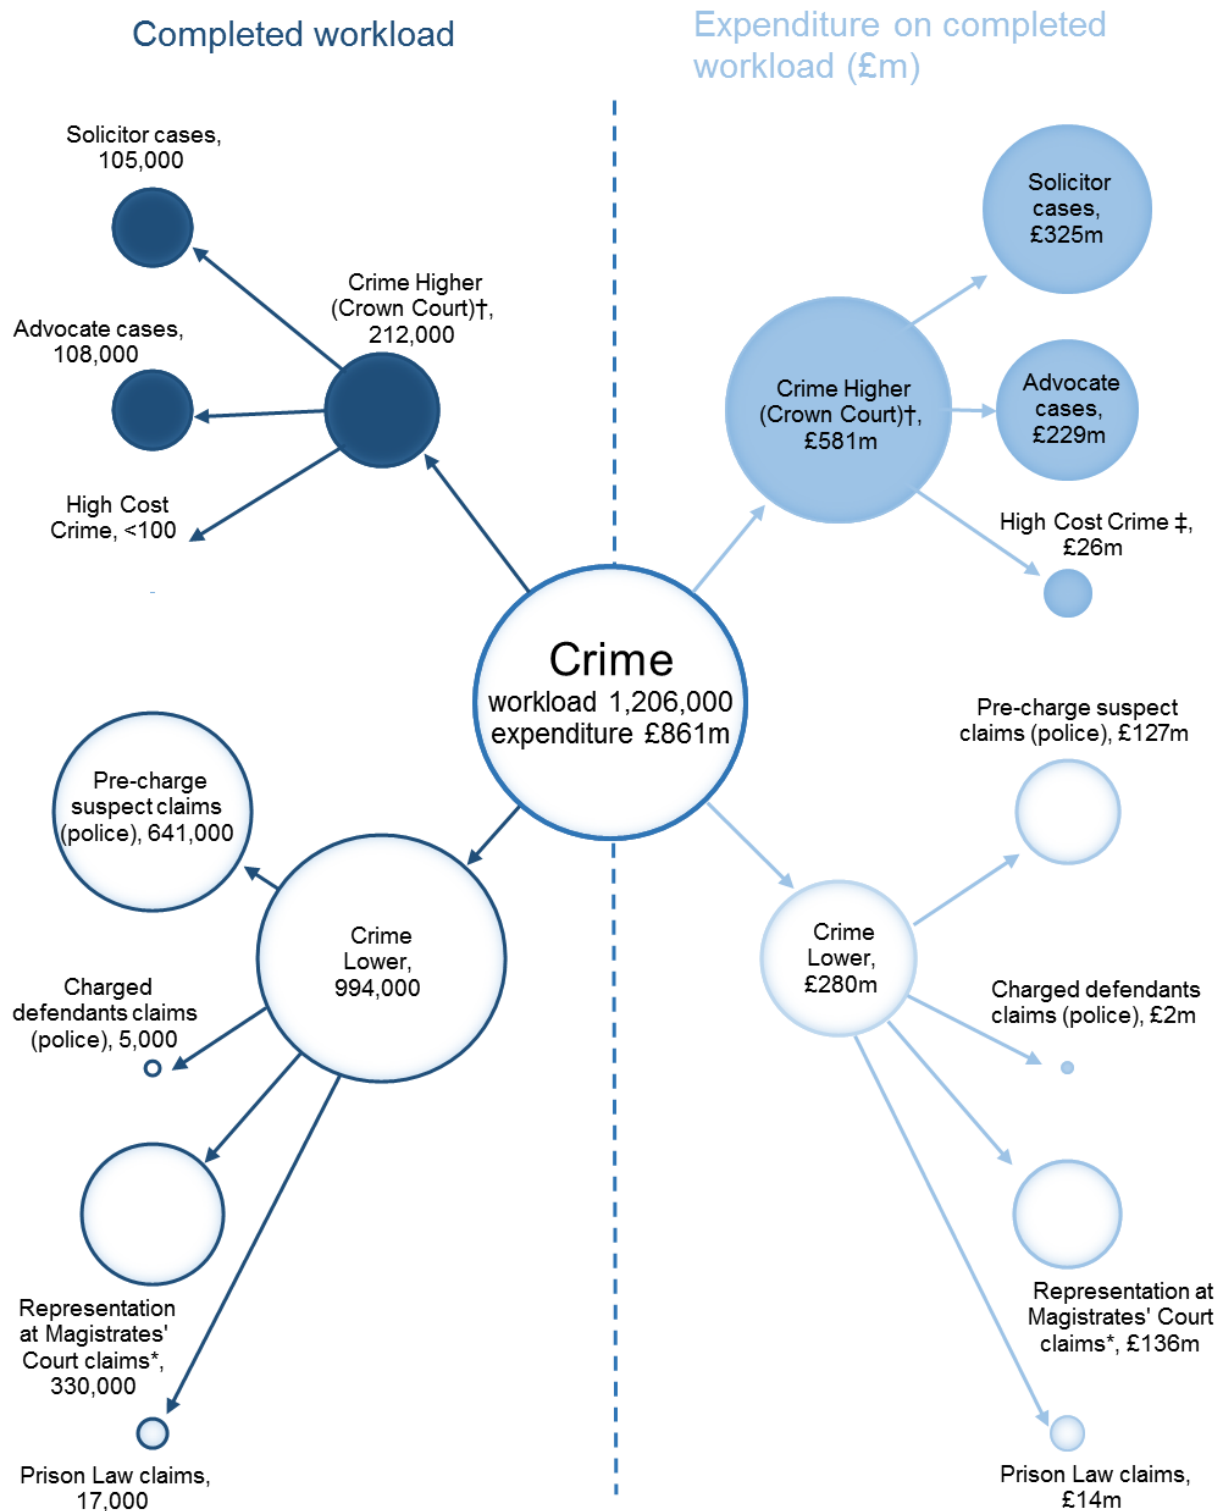 Completed workload
Expenditure on completed
workload (£m)
Solicitor cases,
105,000
Crime Higher
(Crown Court)†,
212,000
Advocate cases,
108,000
High Cost
Crime, <100
Solicitor
cases,
£325m
Crime Higher
(Crown Court)†,
£581m
Advocate
cases,
£229m
High Cost Crime ‡,
£26m
Crime
workload 1,206,000
expenditure £861m
Pre-charge
suspect claims
(police), 641,000
Crime
Lower,
994,000
Charged
defendants claims
(police), 5,000
Representation
at Magistrates'
Court claims*,
330,000
Prison Law claims,
17,000
Pre-charge suspect
claims (police), £127m
Crime
Lower,
£280m
Charged defendants
claims (police), £2m
Representation at
Magistrates' Court
claims*, £136m
Prison Law claims,
£14m